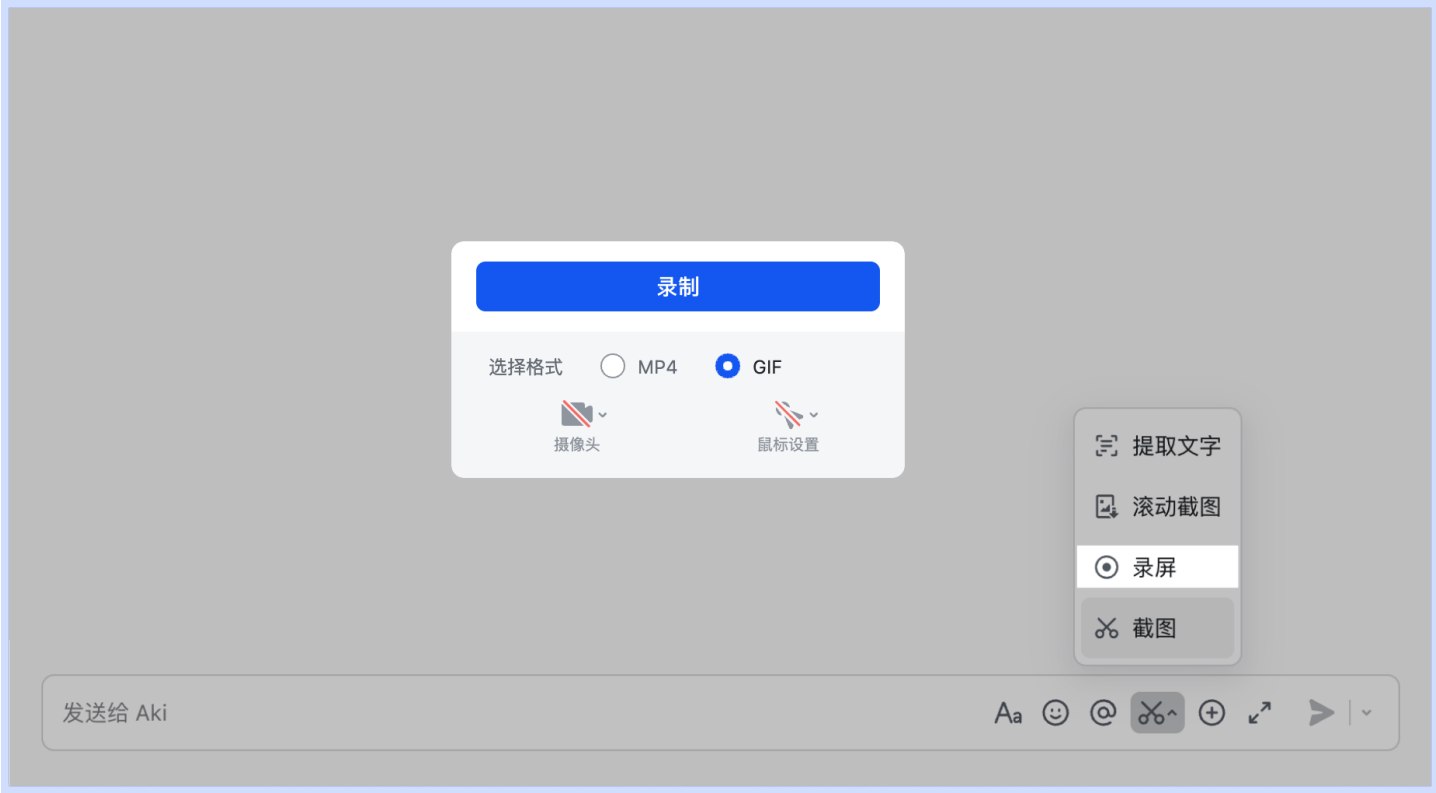 录制
选择格式 MP4 GIF
摄像头 鼠标设置
提取文字
滚动截图
录屏
截图
发送给 Aki Aa